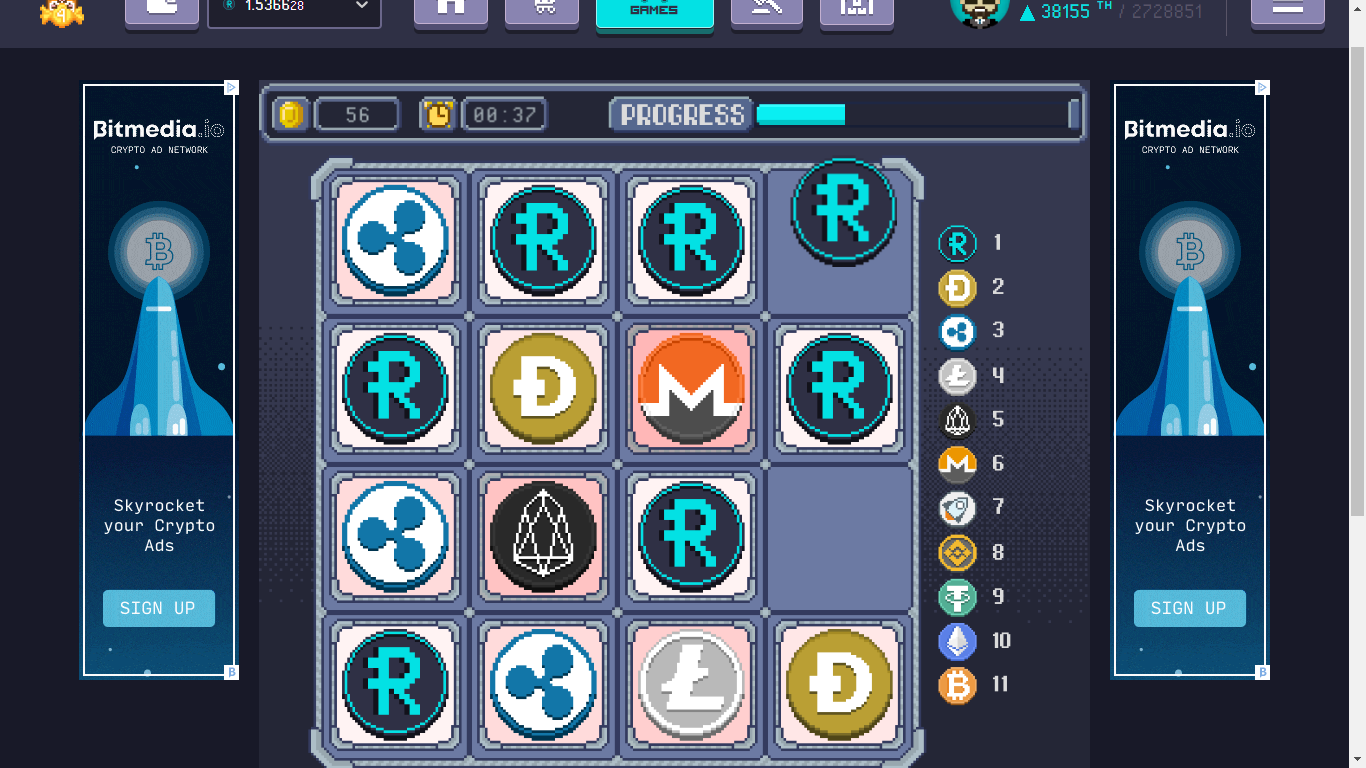 1.536628
GAMES
38155 TH / 2728851
56
00:37
PROGRESS
Bitmedia.io
CRYPTO AD NETWORK
Skyrocket
your Crypto
Ads
SIGN UP
1
2
3
4
5
6
7
8
9
10
11
Bitmedia.io
CRYPTO AD NETWORK
Skyrocket
your Crypto
Ads
SIGN UP